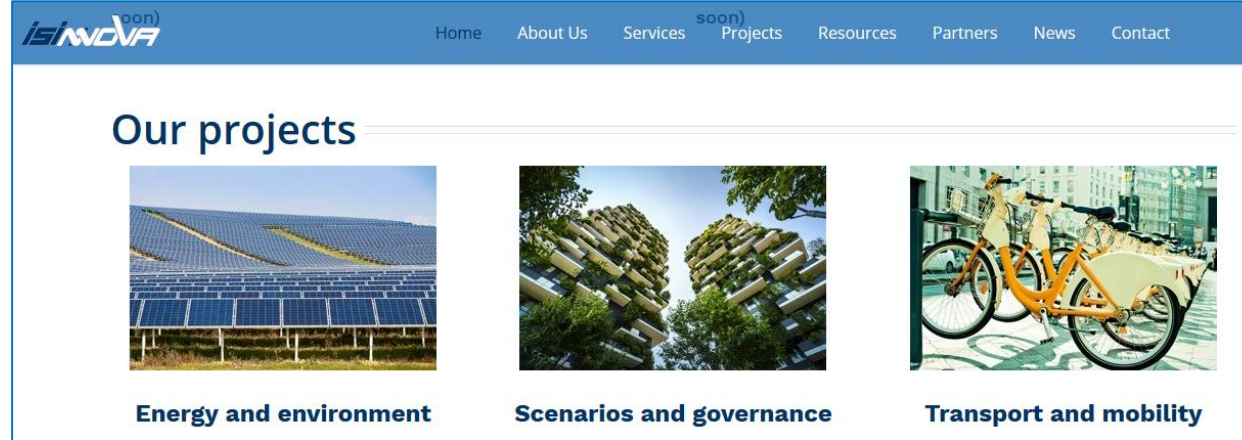 oon) soon)
isinnova Home About Us Services Projects Resources Partners News Contact
Our projects
Energy and environment Scenarios and governance Transport and mobility